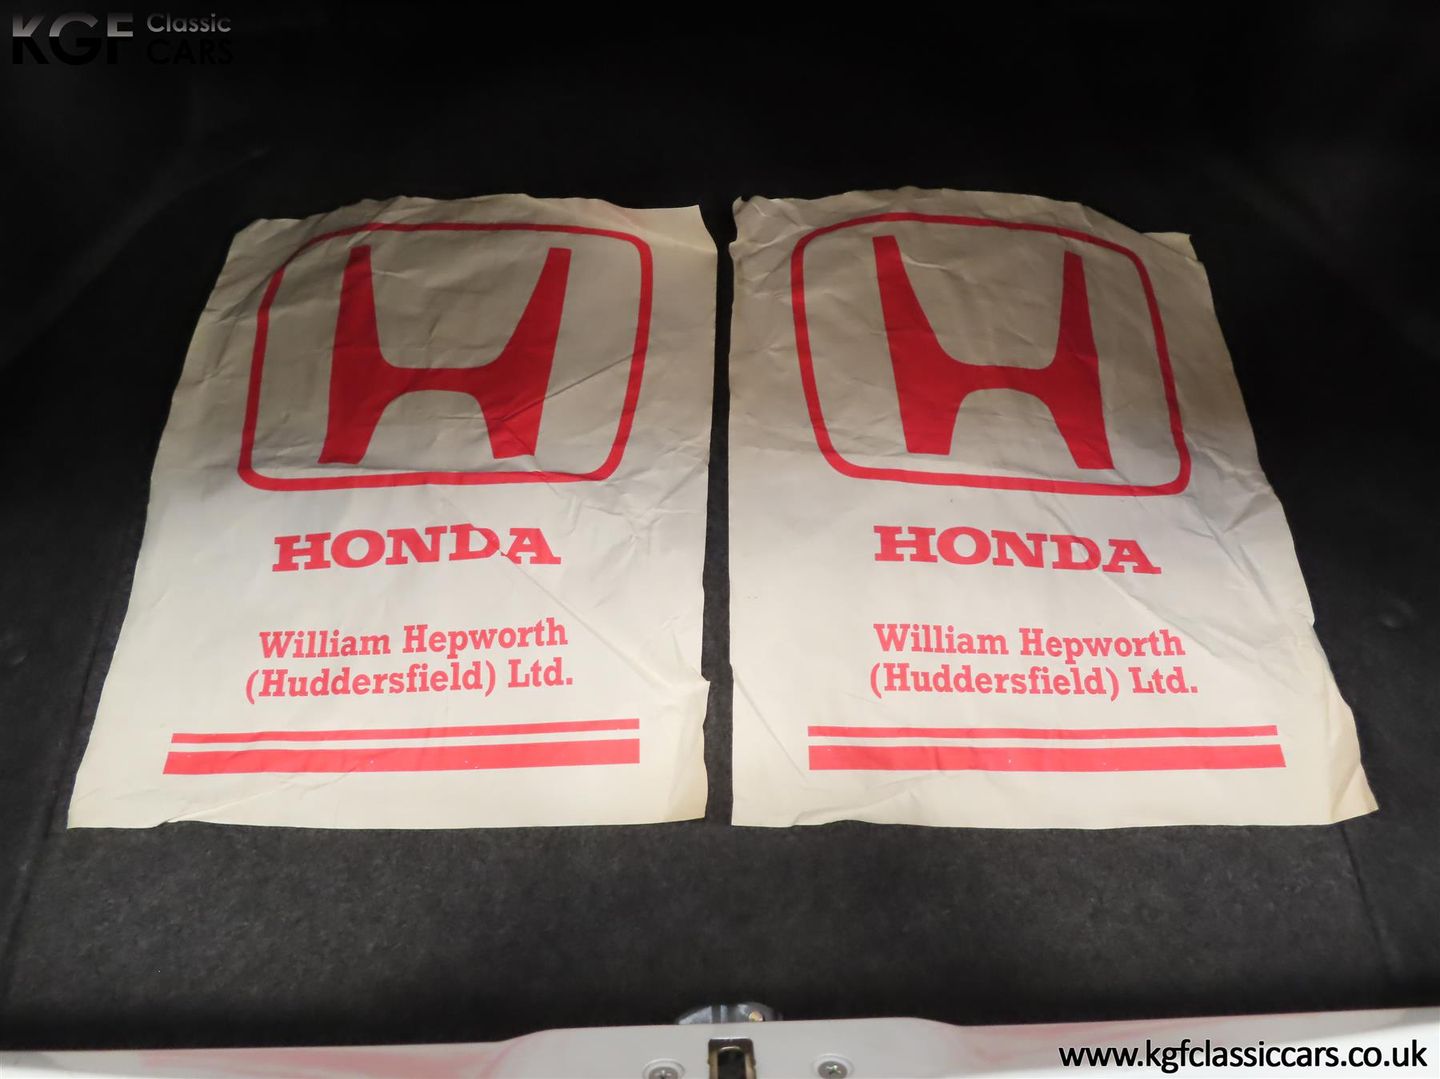 KGF Classic CARS
HONDA
William Hepworth
(Huddersfield) Ltd.
HONDA
William Hepworth
(Huddersfield) Ltd.
www.kgfclassiccars.co.uk